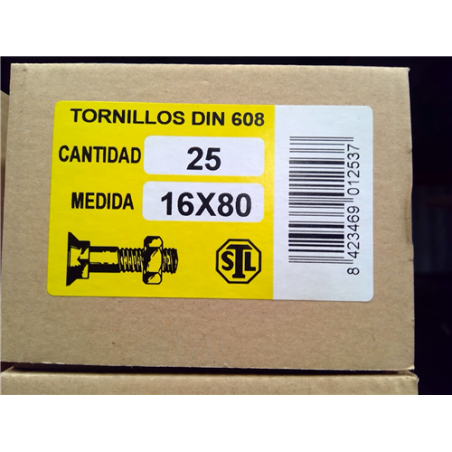 TORNILLOS DIN 608
CANTIDAD 25
MEDIDA 16X80
STL
8 423469 012537